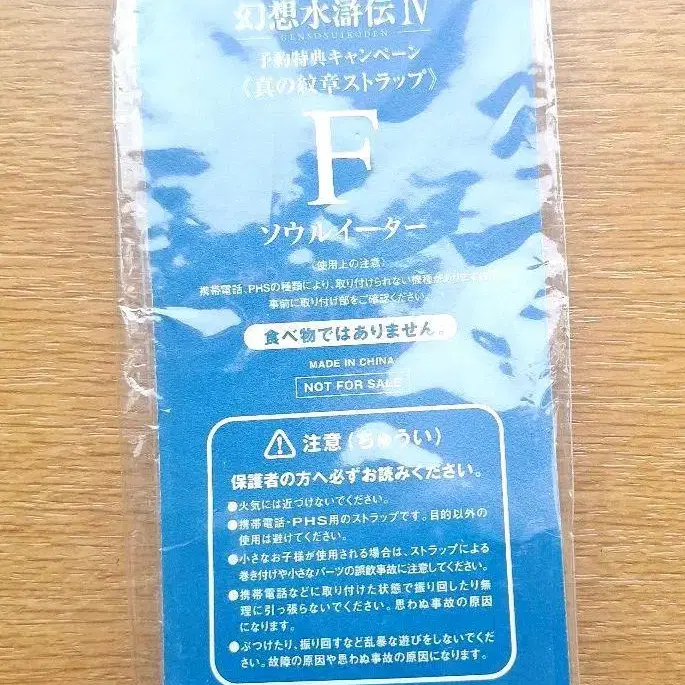 幻想水滸伝Ⅳ
GENSOSUIKODEN
予約特典キャンペーン
《真の紋章ストラップ》
F
ソウルイーター
〈使用上の注意〉
携帯電話、PHSの種類により、取り付けられない機種があります
事前に取り付け部をご確認ください。
食べ物ではありません。
MADE IN CHINA
NOT FOR SALE
注意(ちゅうい)
保護者の方へ必ずお読みください。
●火気には近づけないでください。
●携帯電話・PHS用のストラップです。目的以外の
使用は避けてください。
●小さなお子様が使用される場合は、ストラップによる
巻き付けや小さなパーツの誤飲事故に注意してください。
●携帯電話などに取り付けた状態で振り回したり無
理に引っ張らないでください。思わぬ事故の原因
になります。
●ぶつけたり、振り回すなど乱暴な遊びをしないでくだ
さい。故障の原因や思わぬ事故の原因になります。